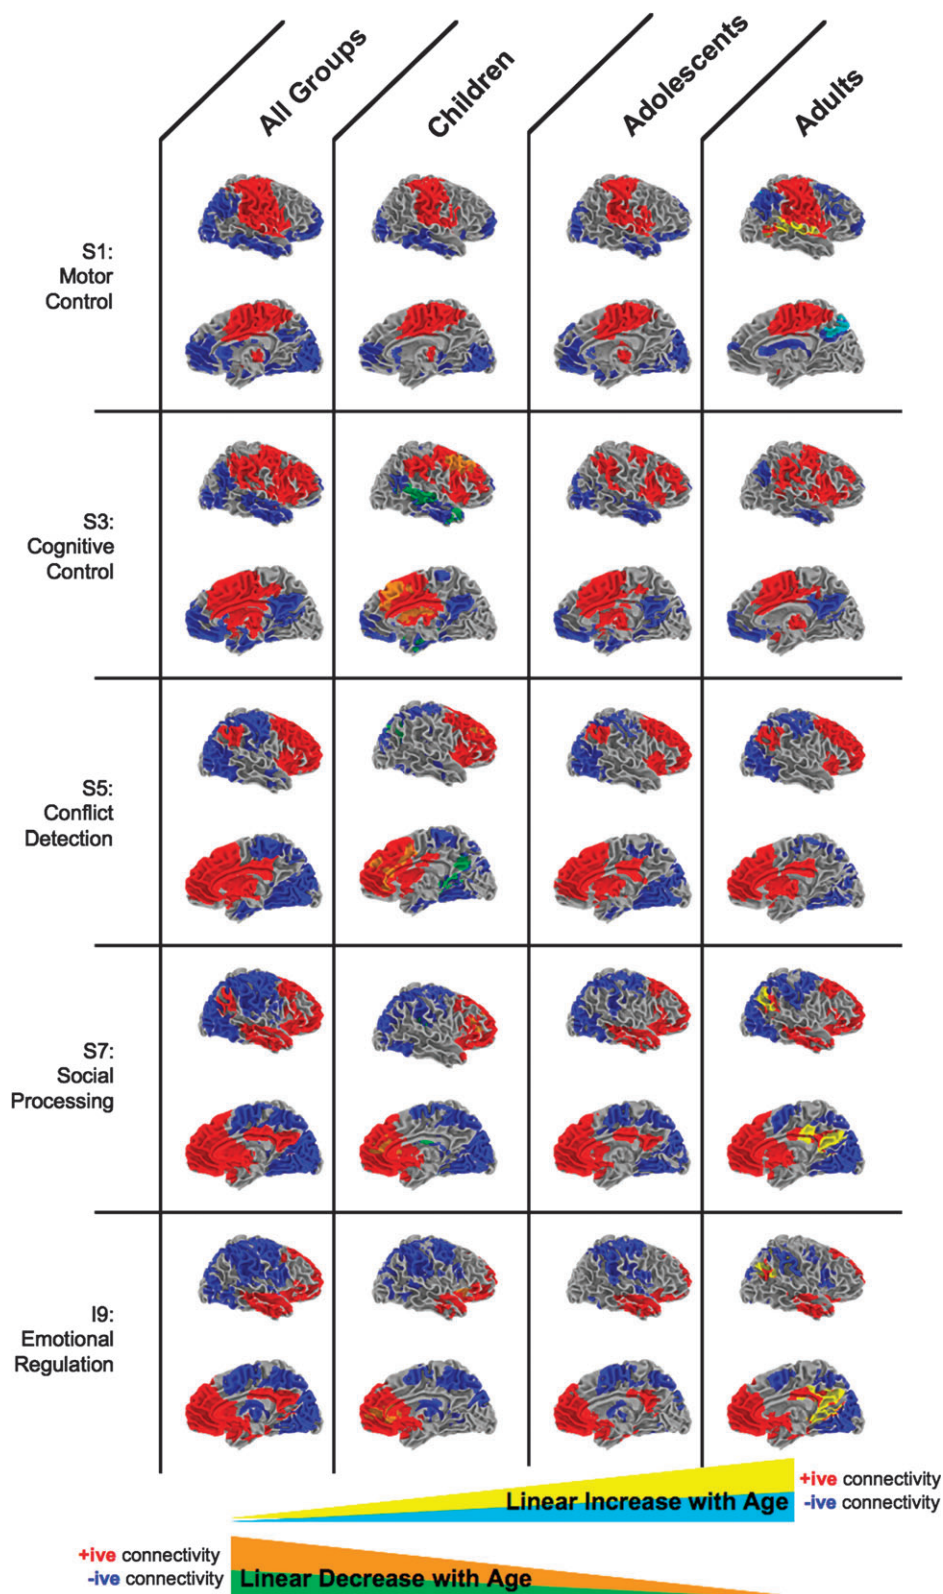 All Groups
Children
Adolescents
Adults
S1:
Motor
Control
S3:
Cognitive
Control
S5:
Conflict
Detection
S7:
Social
Processing
I9:
Emotional
Regulation
Linear Increase with Age
+ive connectivity
-ive connectivity
+ive connectivity
-ive connectivity
Linear Decrease with Age